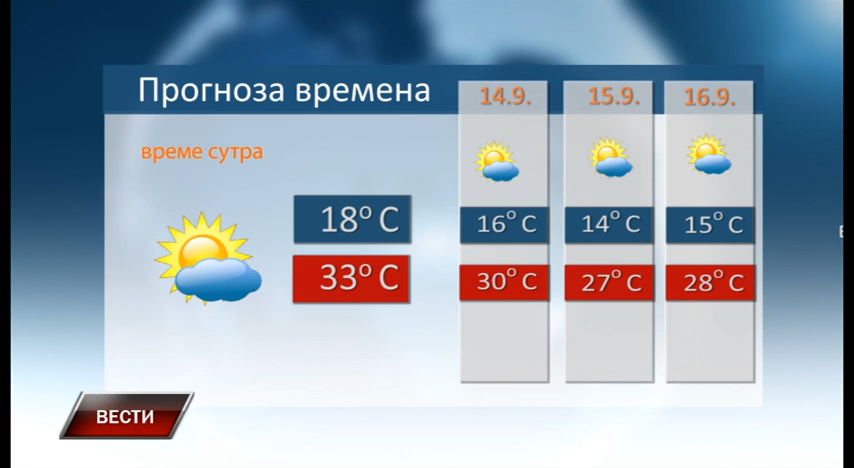 Прогноза времена
време сутра
18° C
33° C
14.9.
15.9.
16.9.
16° C
14° C
15° C
30° C
27° C
28° C
ВЕСТИ